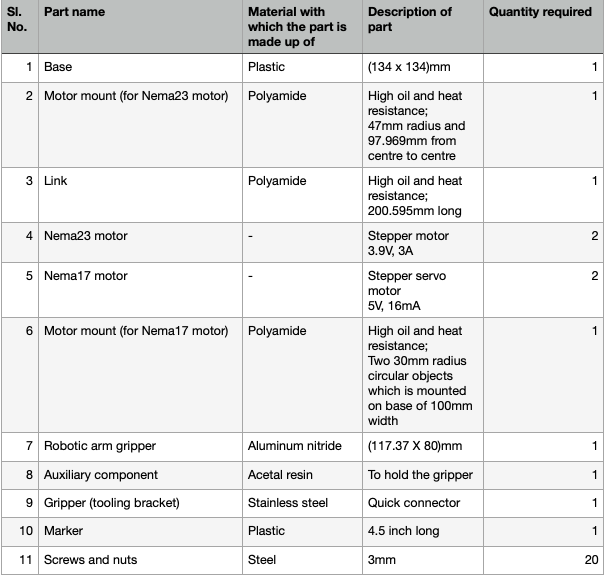 Sl. No. Part name Material with which the part is made up of Description of part Quantity required
1 Base Plastic (134 x 134)mm 1
2 Motor mount (for Nema23 motor) Polyamide High oil and heat resistance; 47mm radius and 97.969mm from centre to centre 1
3 Link Polyamide High oil and heat resistance; 200.595mm long 1
4 Nema23 motor - Stepper motor 3.9V, 3A 2
5 Nema17 motor - Stepper servo motor 5V, 16mA 2
6 Motor mount (for Nema17 motor) Polyamide High oil and heat resistance; Two 30mm radius circular objects which is mounted on base of 100mm width 1
7 Robotic arm gripper Aluminum nitride (117.37 X 80)mm 1
8 Auxiliary component Acetal resin To hold the gripper 1
9 Gripper (tooling bracket) Stainless steel Quick connector 1
10 Marker Plastic 4.5 inch long 1
11 Screws and nuts Steel 3mm 20